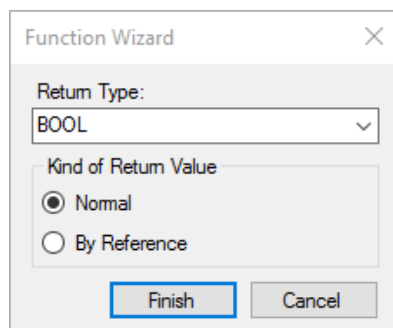 Function Wizard
Return Type:
BOOL
Kind of Return Value
Normal
By Reference
Finish Cancel